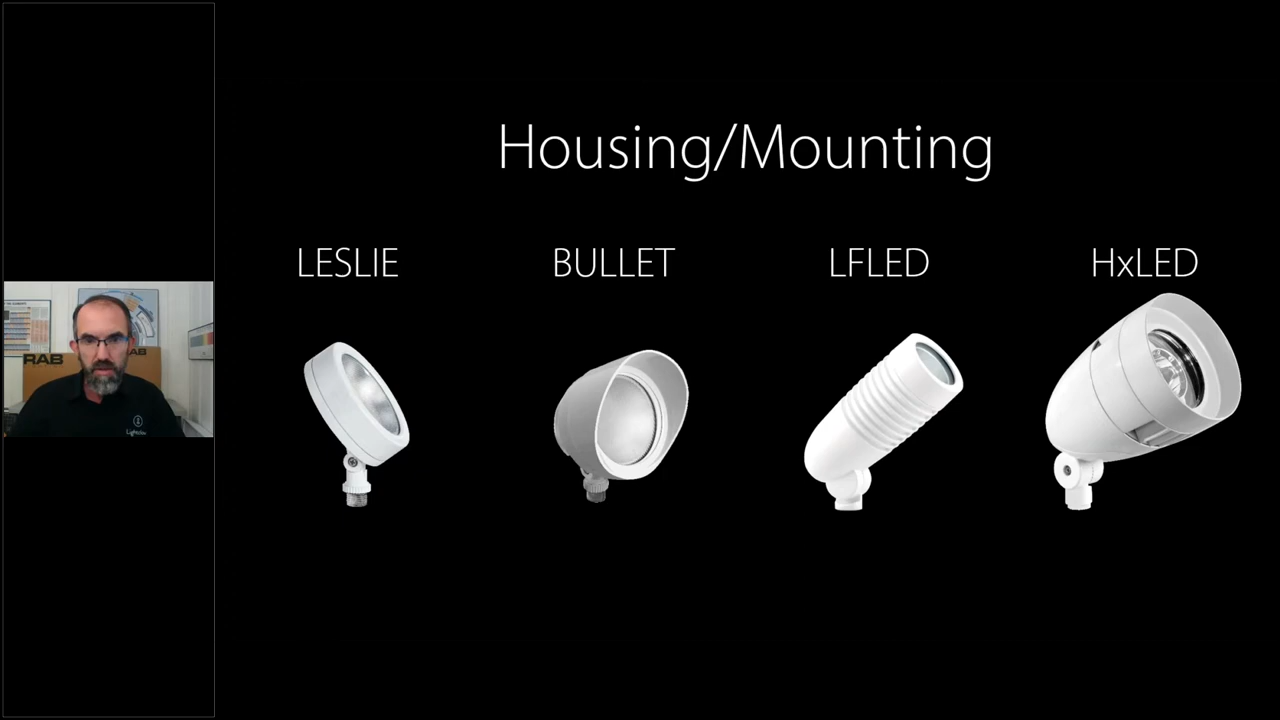 Housing/Mounting
LESLIE
BULLET
LFLED
HxLED
RAB
RAB